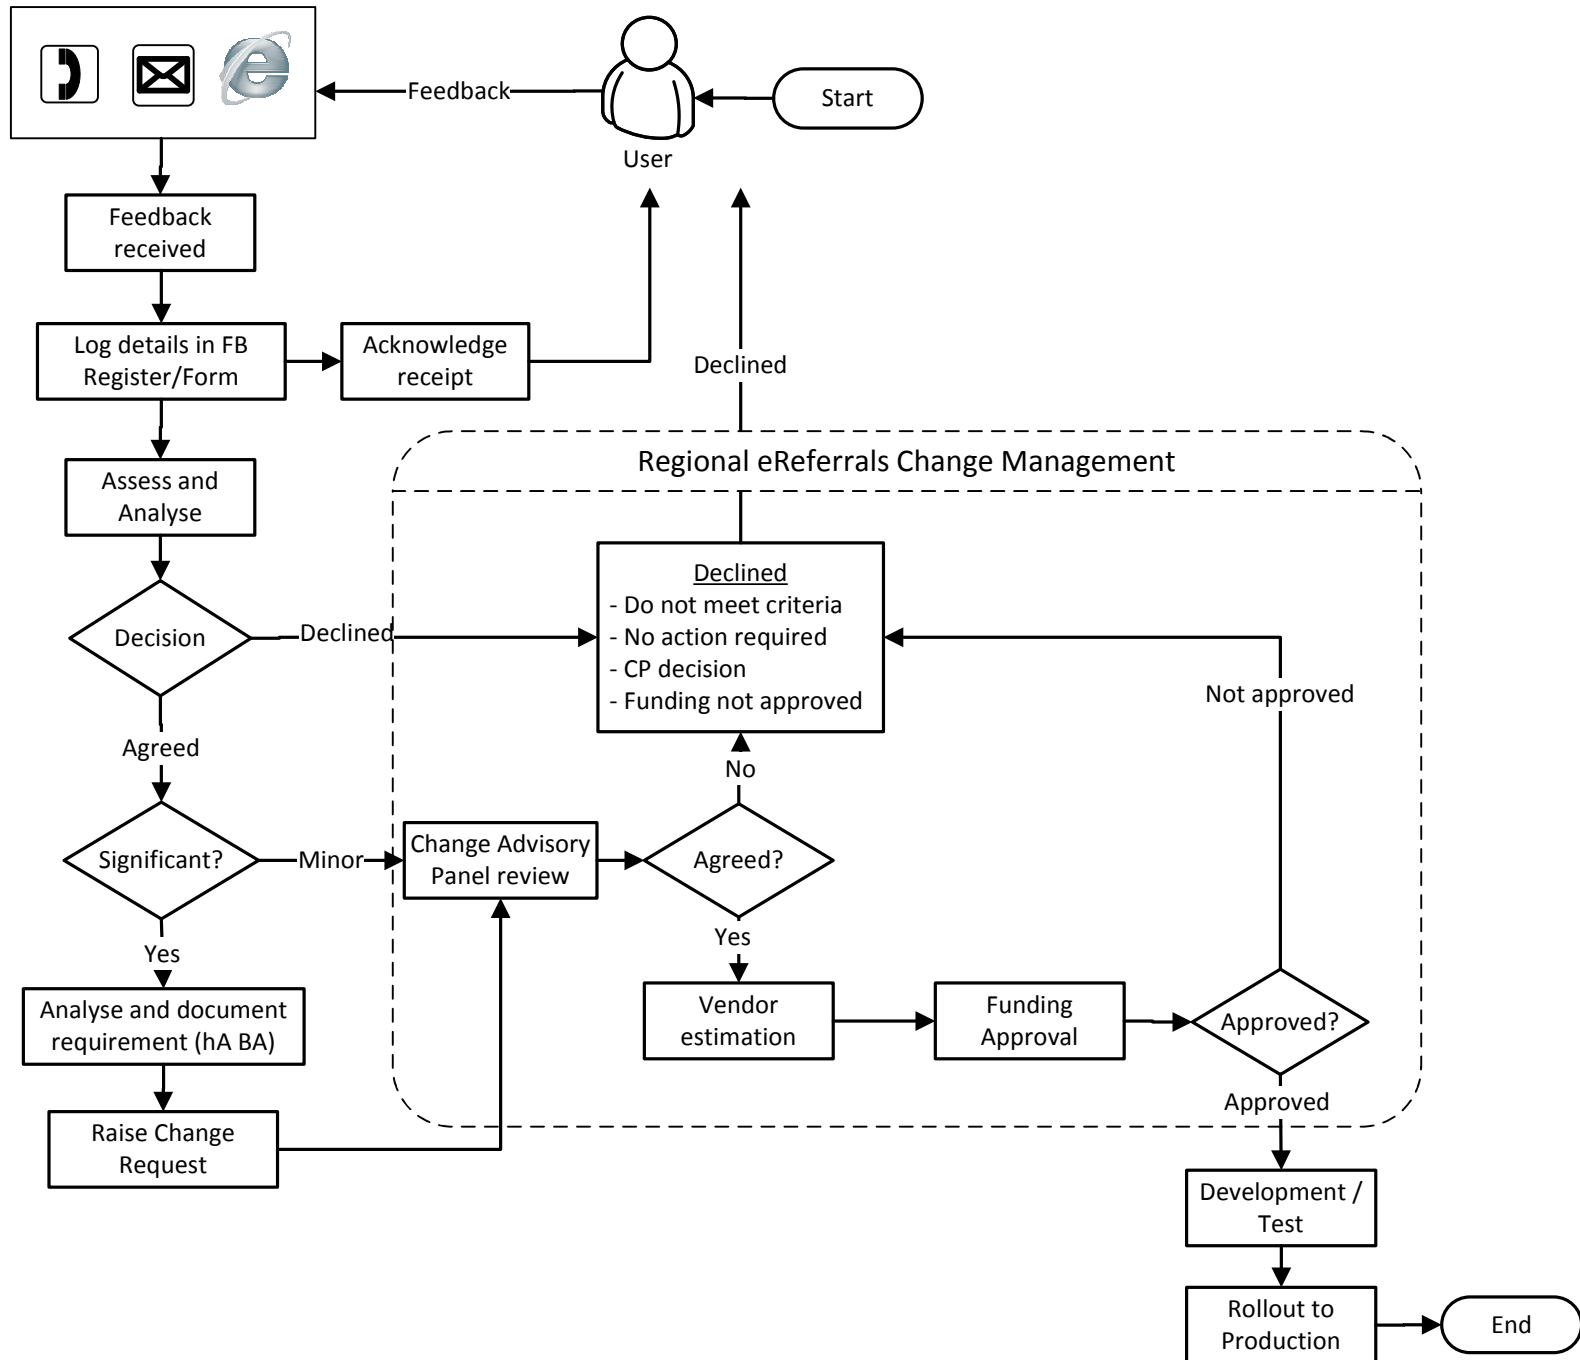 Feedback
Start
User
Feedback
received
Log details in FB
Register/Form
Acknowledge
receipt
Declined
Assess and
Analyse
Regional eReferrals Change Management
Declined
- Do not meet criteria
- No action required
- CP decision
- Funding not approved
Decision
Declined
Not approved
Agreed
No
Significant?
Minor
Change Advisory
Panel review
Agreed?
Yes
Yes
Analyse and document
requirement (hA BA)
Vendor
estimation
Funding
Approval
Approved?
Approved
Raise Change
Request
Development /
Test
Rollout to
Production
End